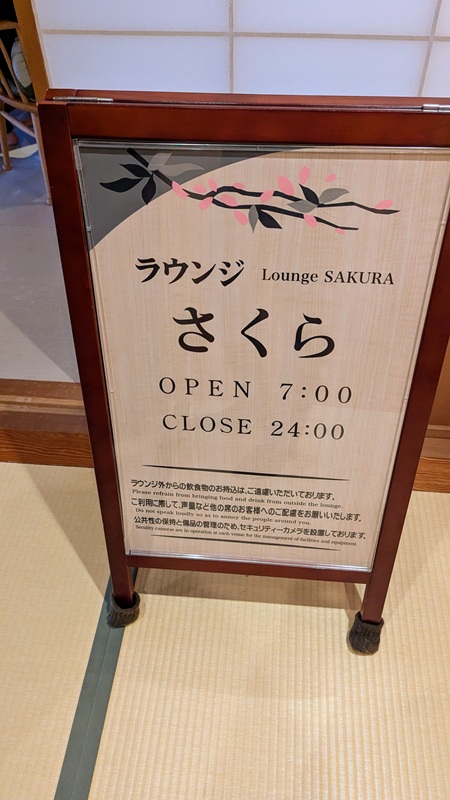 ラウンジ Lounge SAKURA
さくら
OPEN 7:00
CLOSE 24:00
ラウンジ外からの飲食物のお持込は、ご遠慮いただいております。
Please refrain from bringing food and drink from outside the lounge.
ご利用に際して、声量など他の席のお客様へのご配慮をお願いいたします。
Do not speak loudly so as to annoy the people around you.
公共性の保持と備品の管理のため、セキュリティーカメラを設置しております。
Security cameras are in operation at each venue for the management of facilities and equipment.